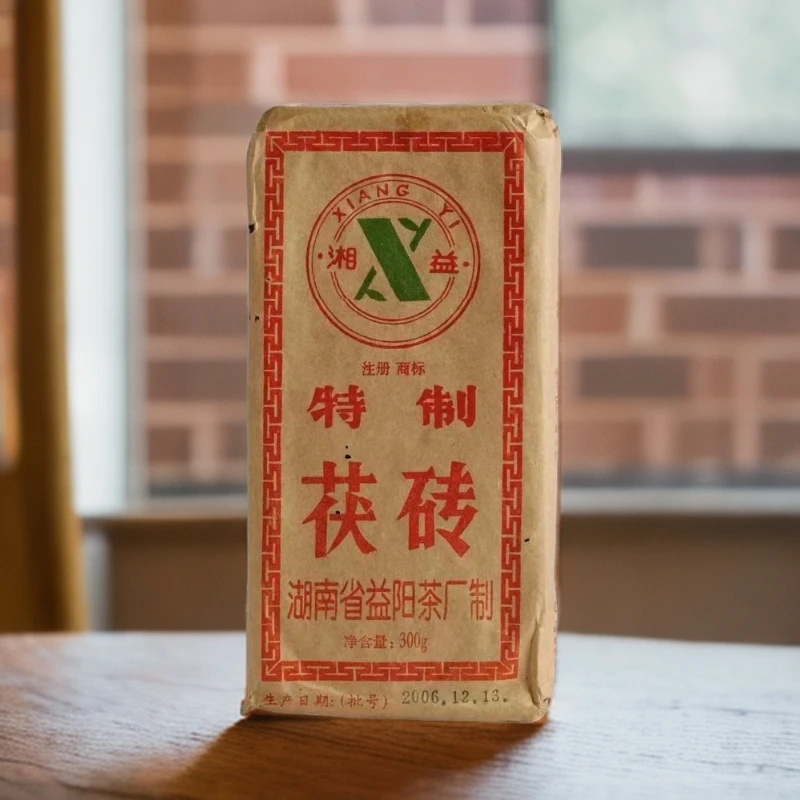 XIANG YI
湘 益
注册 商标
特 制
茯砖
湖南省益阳茶厂制
净含量：300g
生产日期:(批号) 2006.12.13.